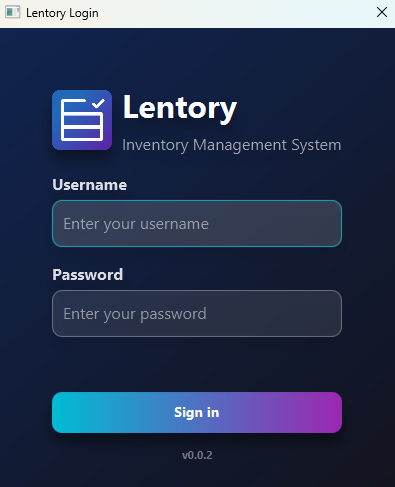 Lentory Login
Lentory
Inventory Management System
Username
Enter your username
Password
Enter your password
Sign in
v0.0.2